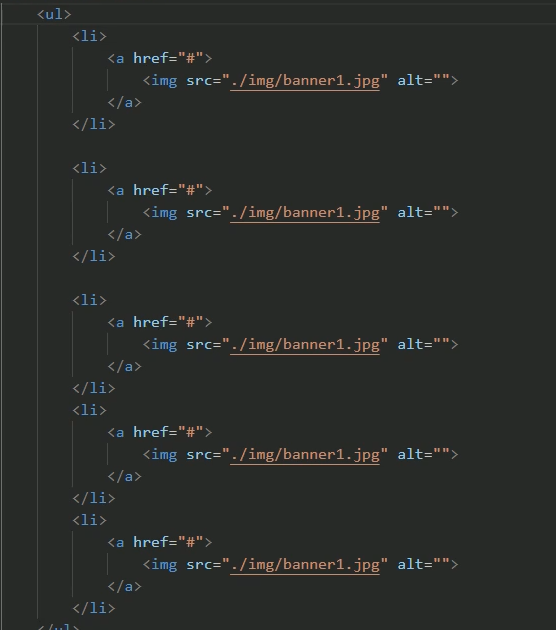 <ul>
<li>
<a href="#">
<img src="./img/banner1.jpg" alt="">
</a>
</li>
<li>
<a href="#">
<img src="./img/banner1.jpg" alt="">
</a>
</li>
<li>
<a href="#">
<img src="./img/banner1.jpg" alt="">
</a>
</li>
<li>
<a href="#">
<img src="./img/banner1.jpg" alt="">
</a>
</li>
<li>
<a href="#">
<img src="./img/banner1.jpg" alt="">
</a>
</li>
</ul>